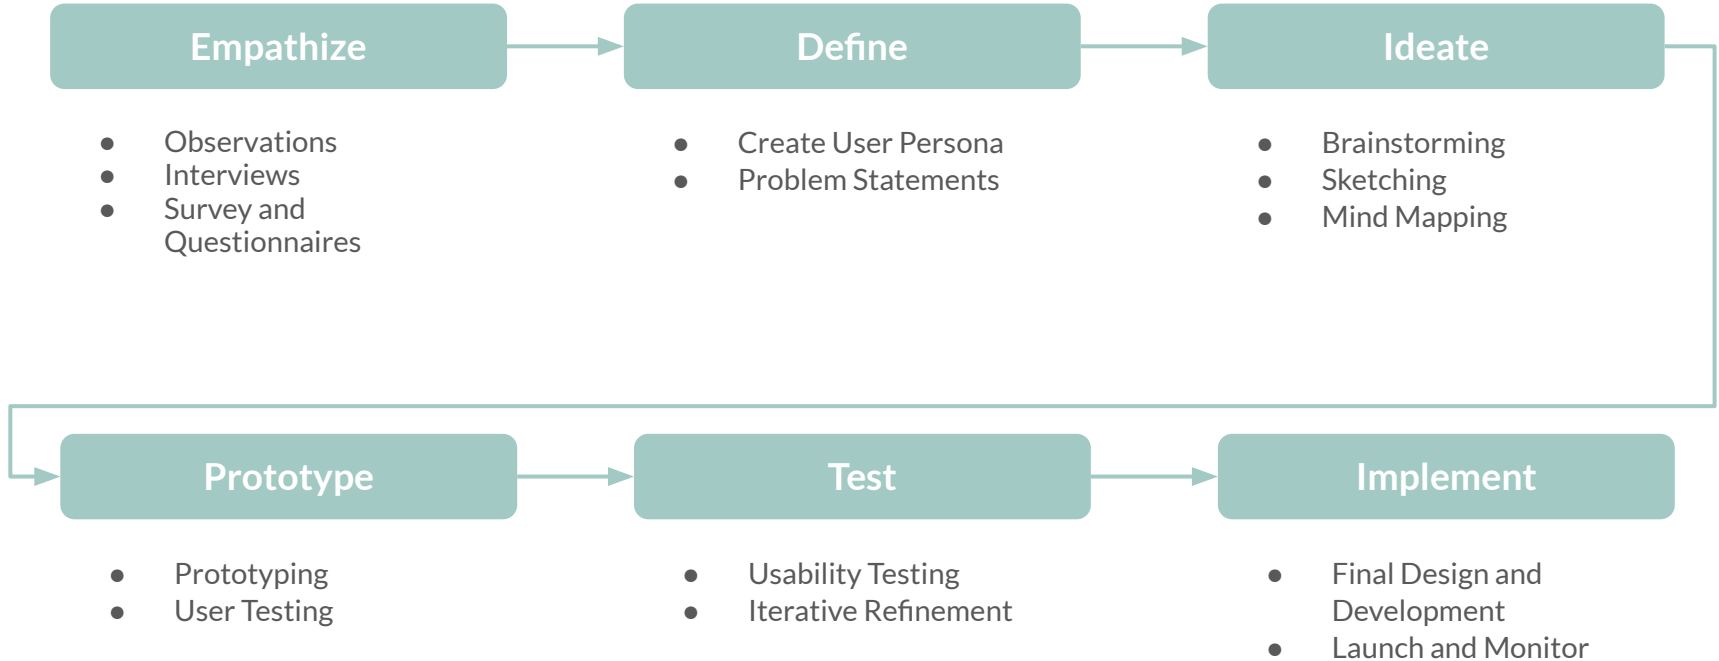 Empathize
Define
Ideate
● Observations
● Interviews
● Survey and
Questionnaires
● Create User Persona
● Problem Statements
● Brainstorming
● Sketching
● Mind Mapping
Prototype
Test
Implement
● Prototyping
● User Testing
● Usability Testing
● Iterative Refinement
● Final Design and
Development
● Launch and Monitor